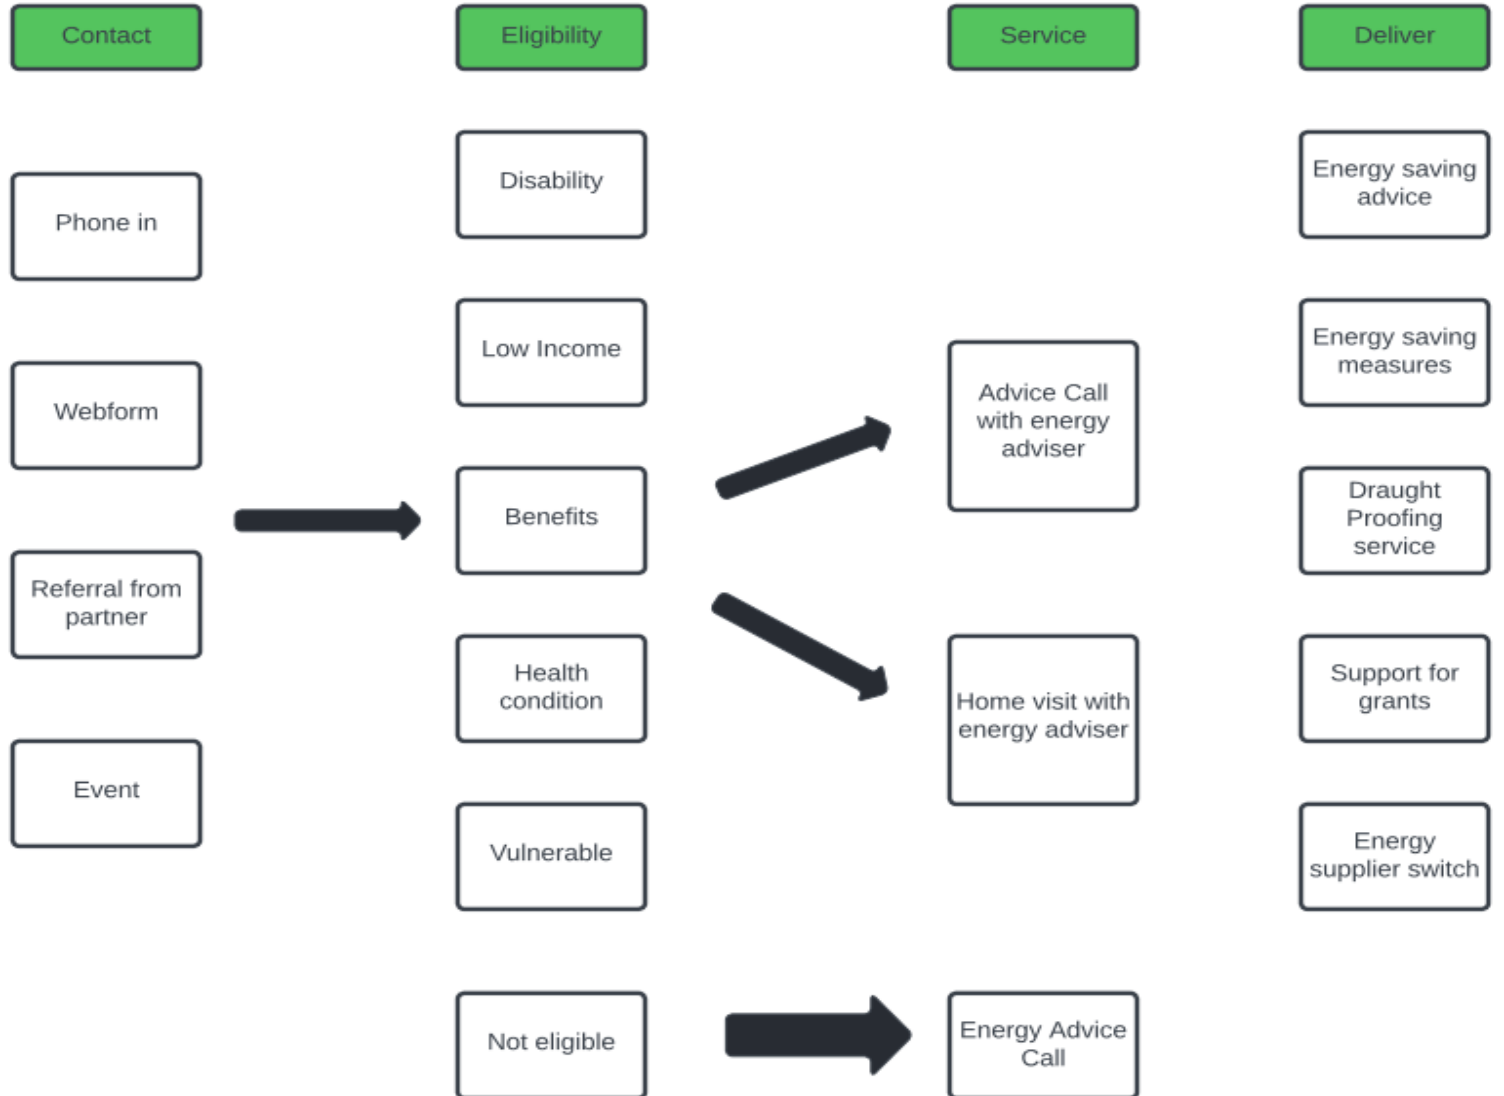 Contact
Eligibility
Service
Deliver
Phone in
Webform
Referral from
partner
Event
Disability
Low Income
Benefits
Health
condition
Vulnerable
Not eligible
Advice Call
with energy
adviser
Home visit with
energy adviser
Energy Advice
Call
Energy saving
advice
Energy saving
measures
Draught
Proofing
service
Support for
grants
Energy
supplier switch